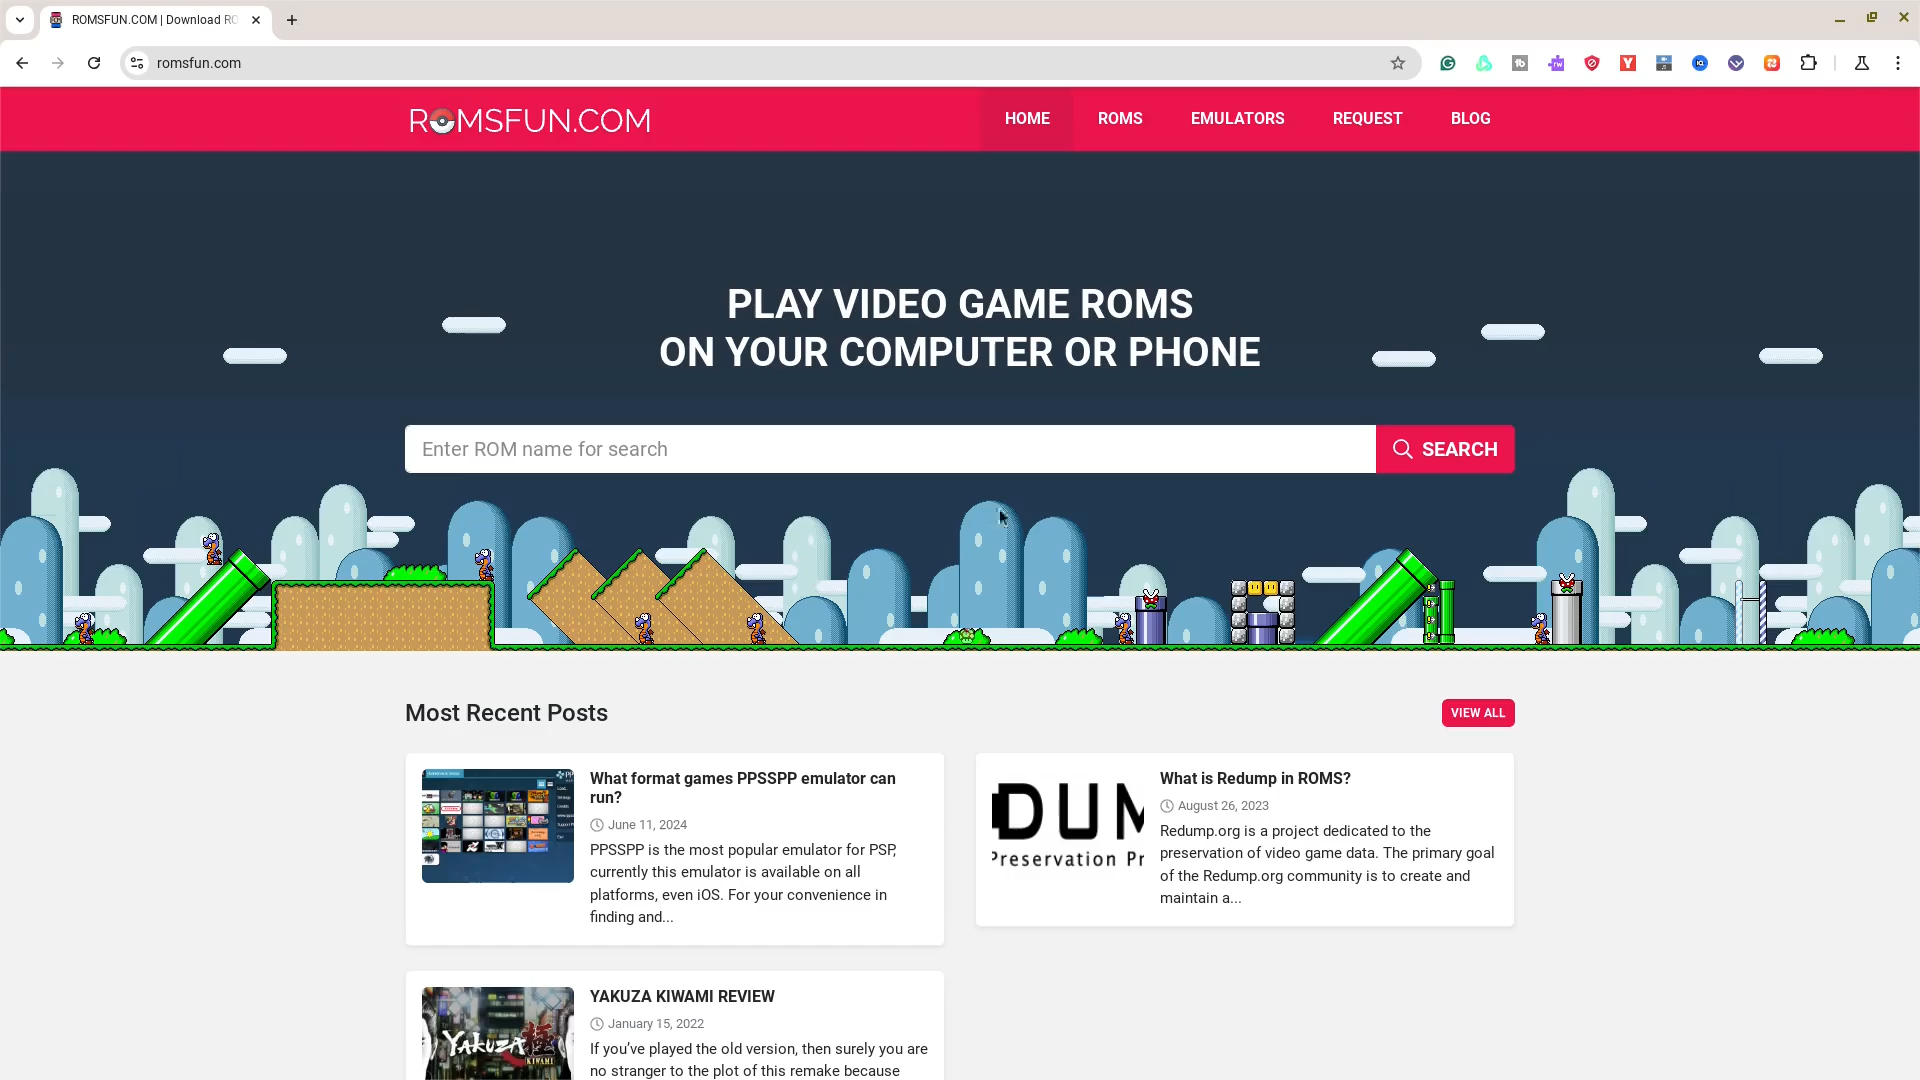 ROMSFUN.COM | Download RO
romsfun.com
ROMSFUN.COM
HOME
ROMS
EMULATORS
REQUEST
BLOG
PLAY VIDEO GAME ROMS
ON YOUR COMPUTER OR PHONE
Enter ROM name for search
SEARCH
Most Recent Posts
VIEW ALL
What format games PPSSPP emulator can
run?
June 11, 2024
PPSSPP is the most popular emulator for PSP,
currently this emulator is available on all
platforms, even iOS. For your convenience in
finding and...
DUM
Preservation Pr
What is Redump in ROMS?
August 26, 2023
Redump.org is a project dedicated to the
preservation of video game data. The primary goal
of the Redump.org community is to create and
maintain a...
Yakuza 極
KIWAMI
YAKUZA KIWAMI REVIEW
January 15, 2022
If you’ve played the old version, then surely you are
no stranger to the plot of this remake because